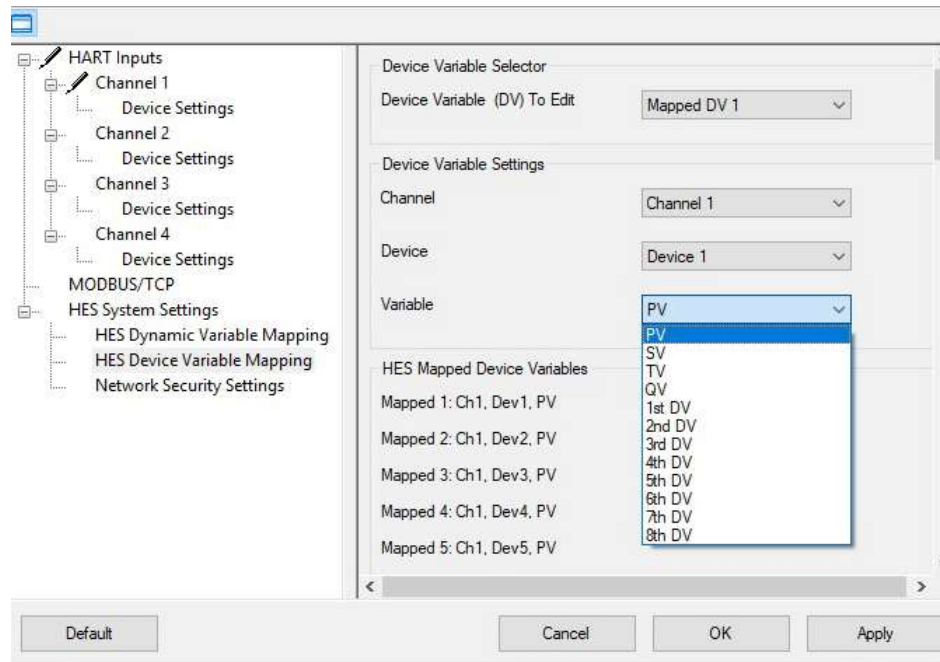 HART Inputs
Channel 1
Device Settings
Channel 2
Device Settings
Channel 3
Device Settings
Channel 4
Device Settings
MODBUS/TCP
HES System Settings
HES Dynamic Variable Mapping
HES Device Variable Mapping
Network Security Settings
Device Variable Selector
Device Variable (DV) To Edit
Mapped DV 1
Device Variable Settings
Channel
Channel 1
Device
Device 1
Variable
PV
PV
SV
TV
QV
1st DV
2nd DV
3rd DV
4th DV
5th DV
6th DV
7th DV
8th DV
HES Mapped Device Variables
Mapped 1: Ch1, Dev1, PV
Mapped 2: Ch1, Dev2, PV
Mapped 3: Ch1, Dev3, PV
Mapped 4: Ch1, Dev4, PV
Mapped 5: Ch1, Dev5, PV
Default
Cancel
OK
Apply